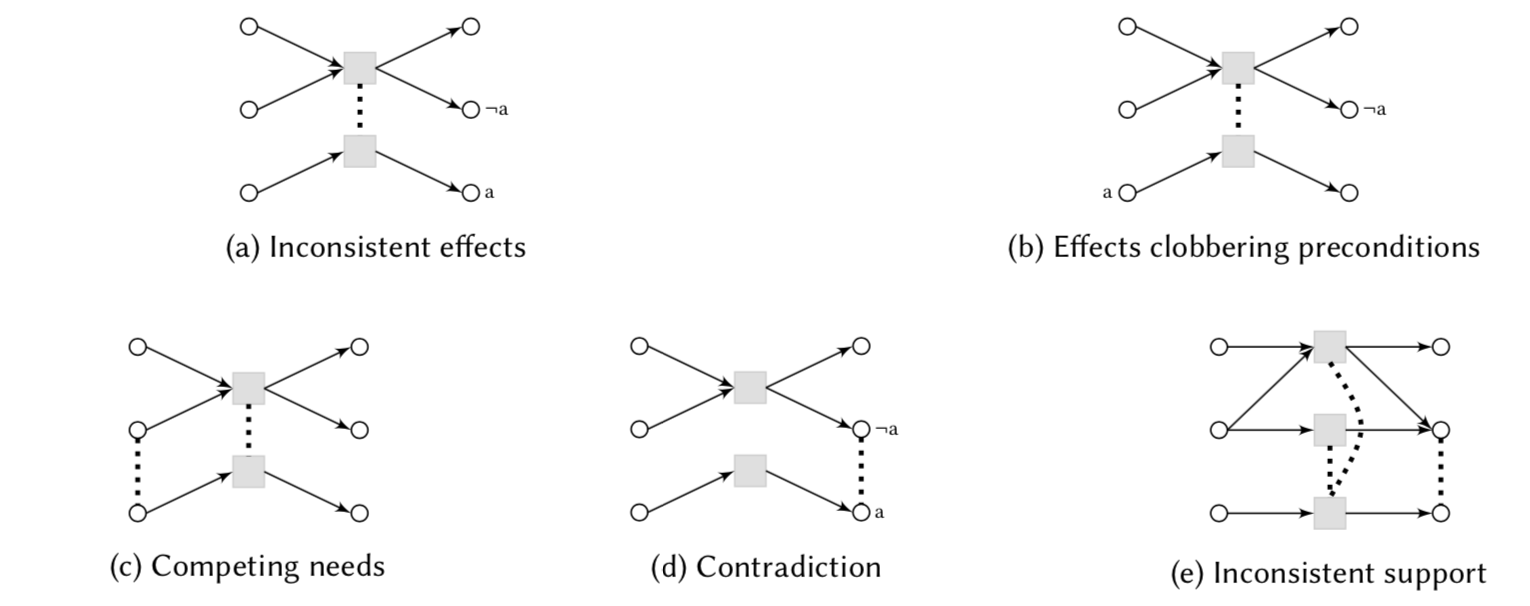 ¬a
a
(a) Inconsistent effects
¬a
a
(b) Effects clobbering preconditions
(c) Competing needs
¬a
a
(d) Contradiction
(e) Inconsistent support